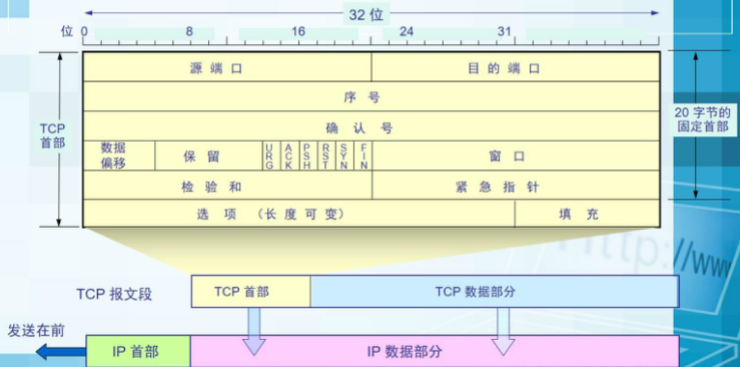 32 位
位 0 8 16 24 31
源 端 口 目 的 端 口
序 号
TCP
首部
20 字节的
固定首部
确 认 号
数据
偏移
保 留
URG
ACK
PSH
RST
SYN
FIN
窗 口
检 验 和 紧 急 指 针
选 项 （长 度 可 变） 填 充
http://www
TCP 报文段 TCP 首部 TCP 数据部分
发送在前
IP 首部 IP 数据部分